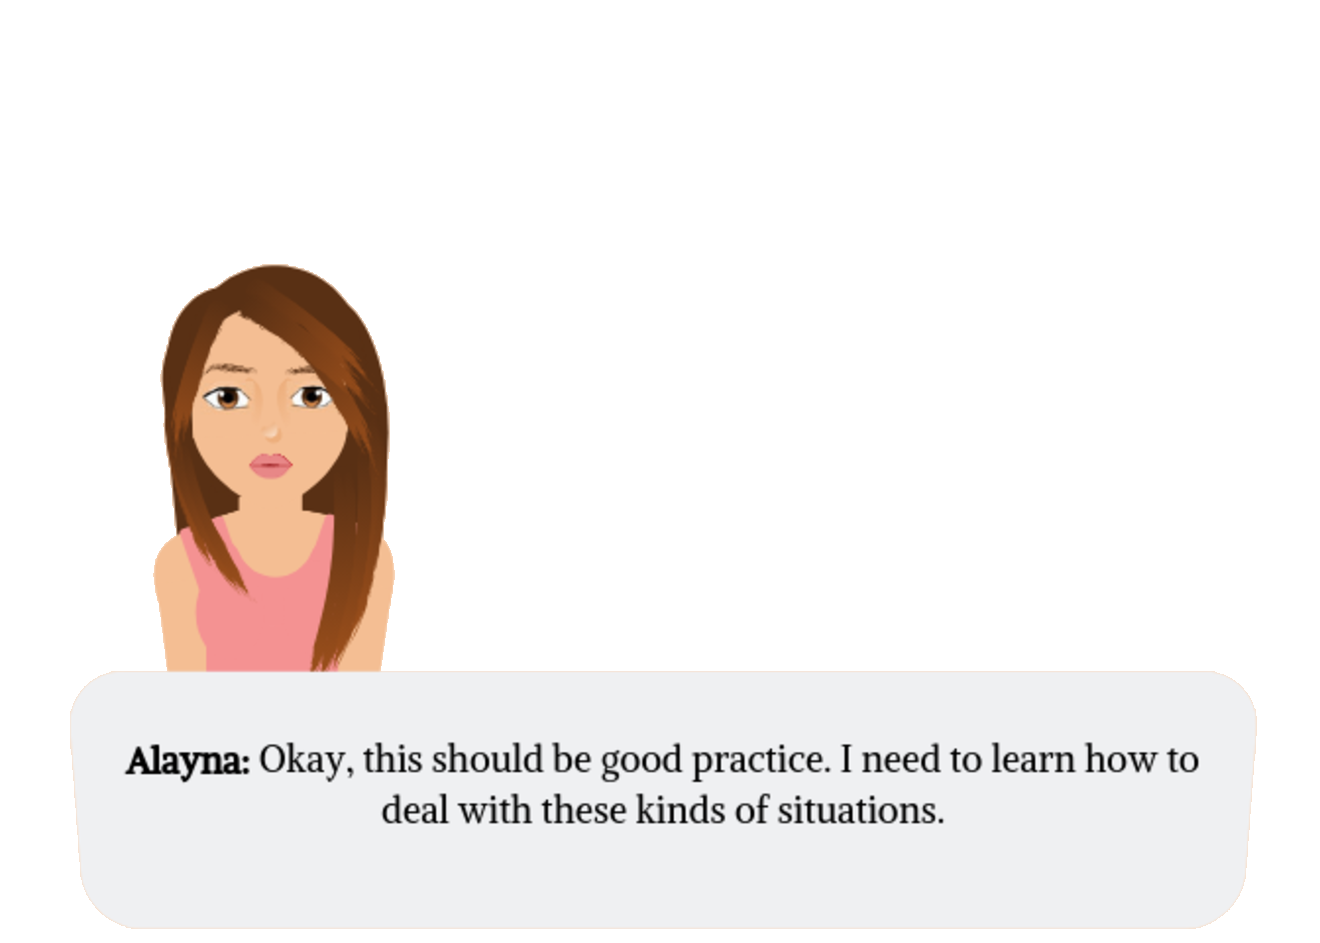 Alayna: Okay, this should be good practice. I need to learn how to
deal with these kinds of situations.